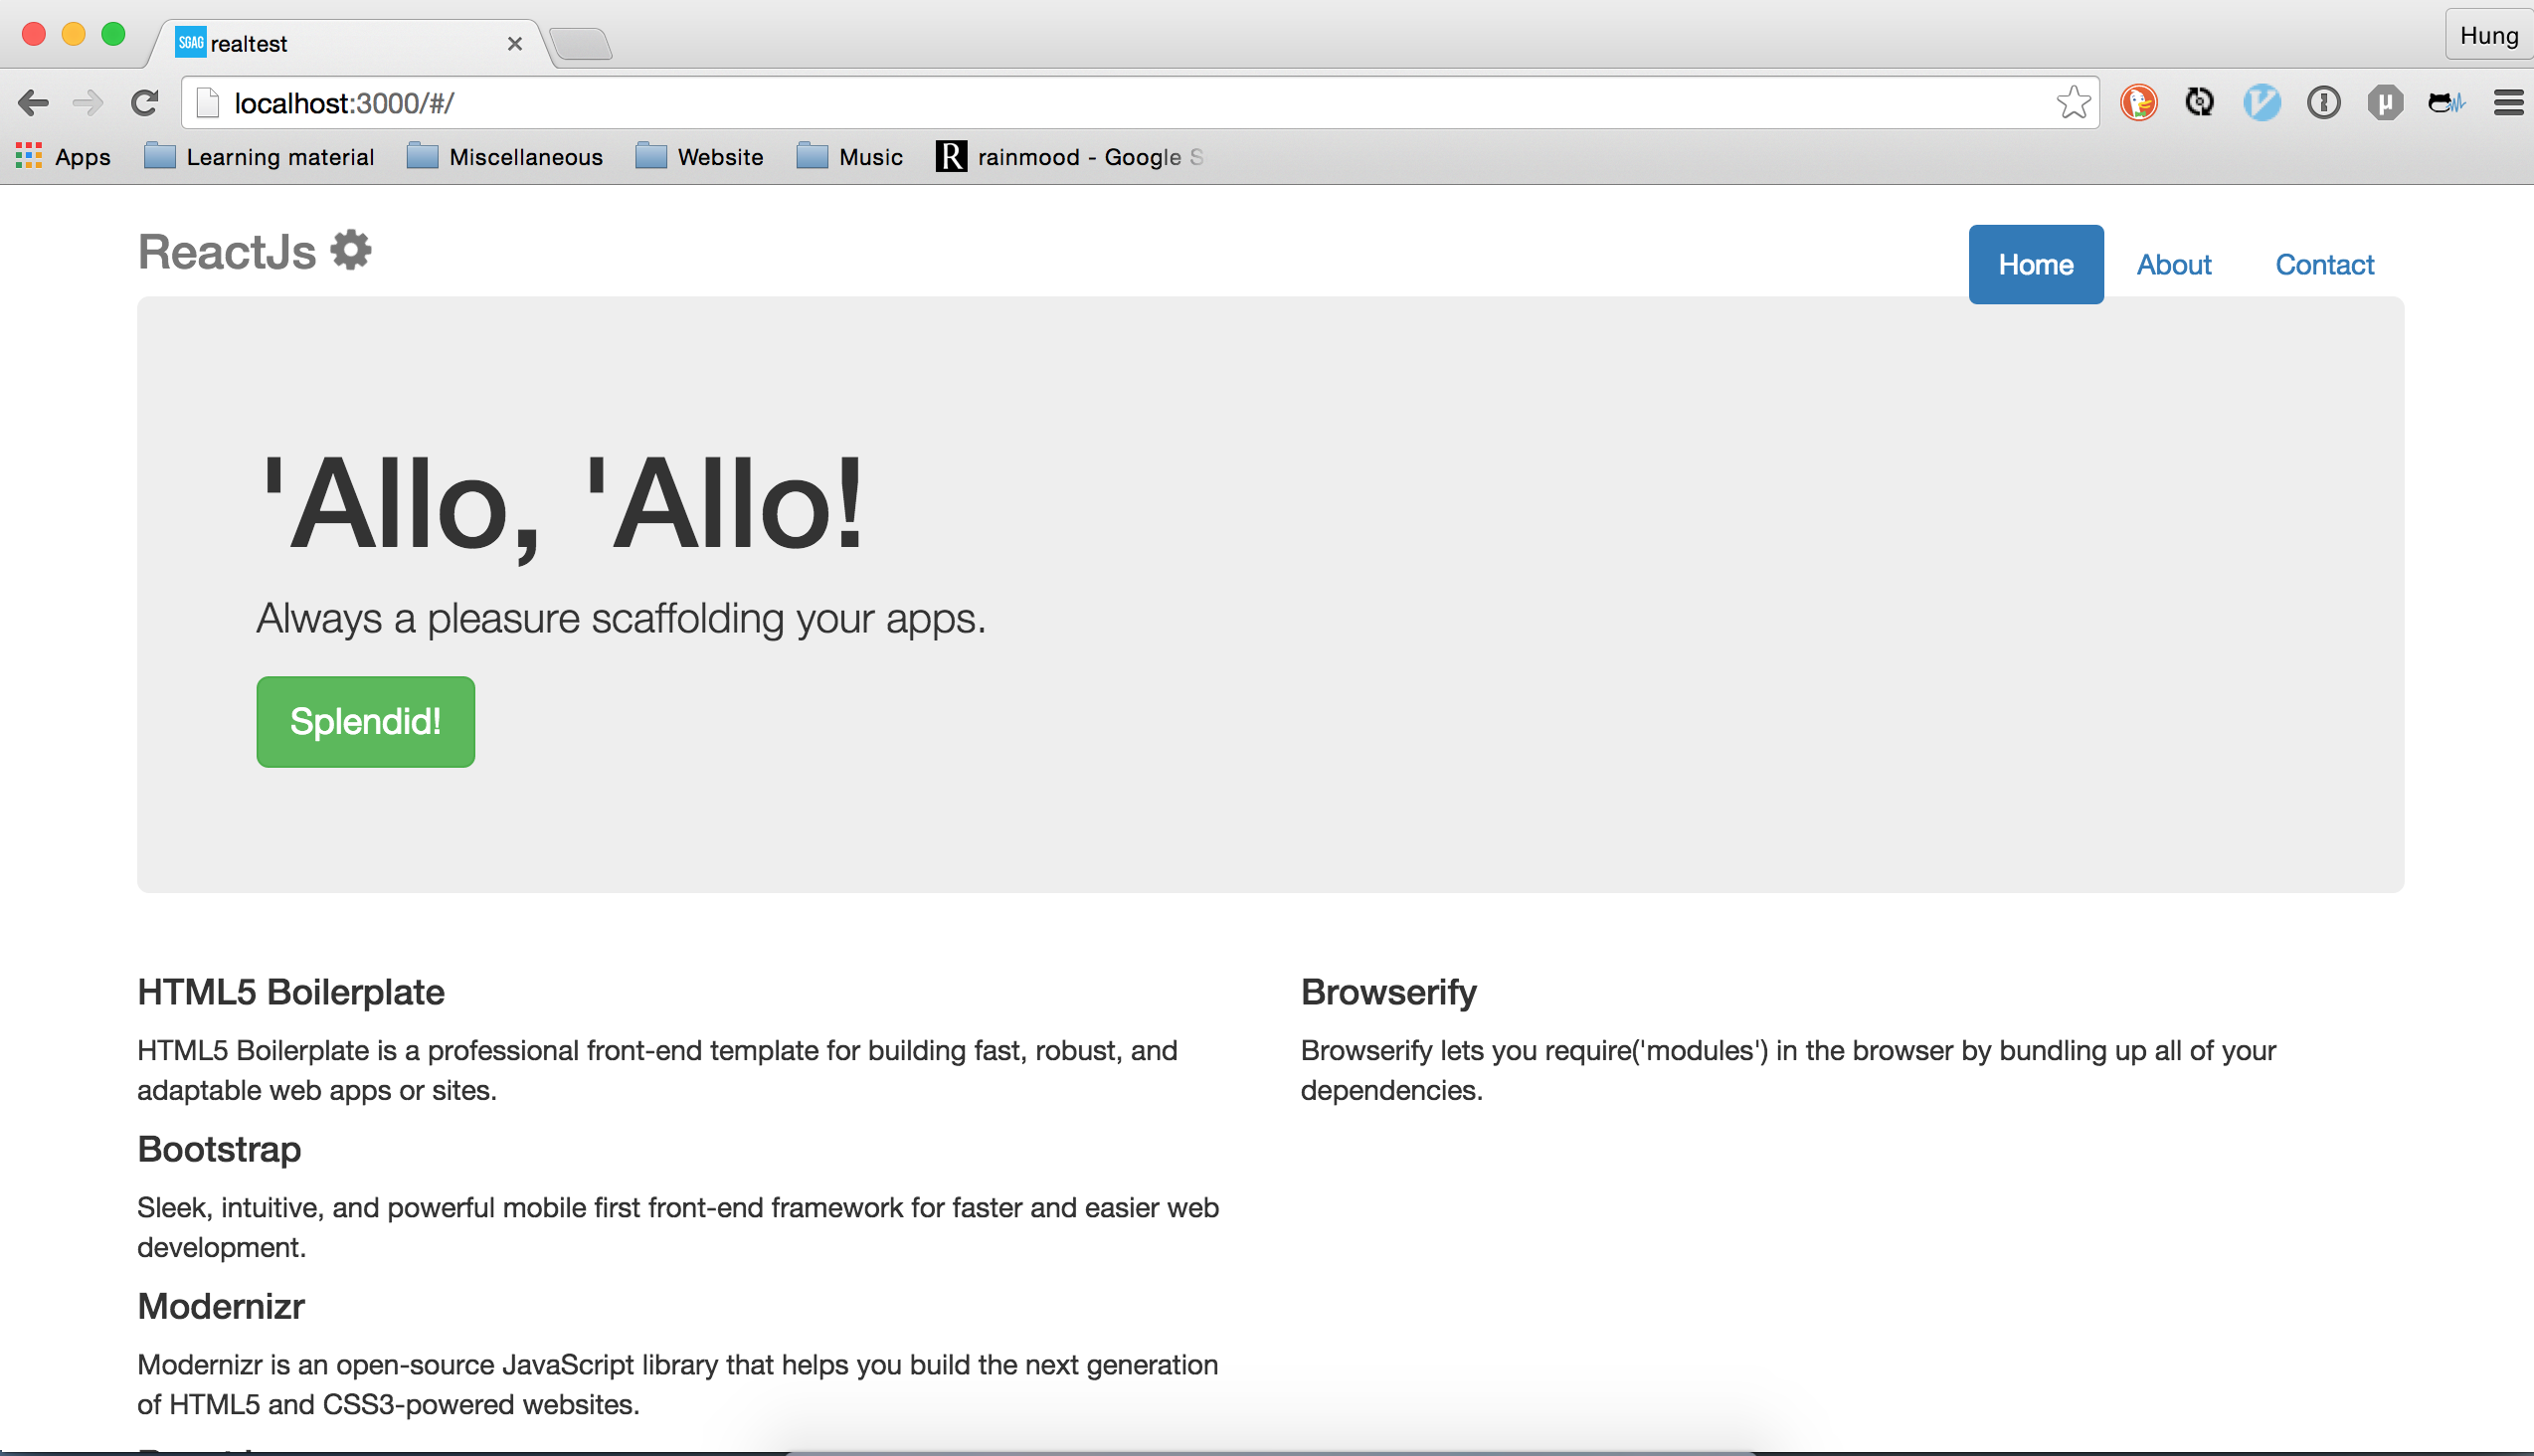 SGAG realtest
Hung
localhost:3000/#/
Apps Learning material Miscellaneous Website Music R rainmood - Google S
ReactJs
Home About Contact
'Allo, 'Allo!
Always a pleasure scaffolding your apps.
Splendid!
HTML5 Boilerplate
HTML5 Boilerplate is a professional front-end template for building fast, robust, and
adaptable web apps or sites.
Bootstrap
Sleek, intuitive, and powerful mobile first front-end framework for faster and easier web
development.
Modernizr
Modernizr is an open-source JavaScript library that helps you build the next generation
of HTML5 and CSS3-powered websites.
Browserify
Browserify lets you require('modules') in the browser by bundling up all of your
dependencies.